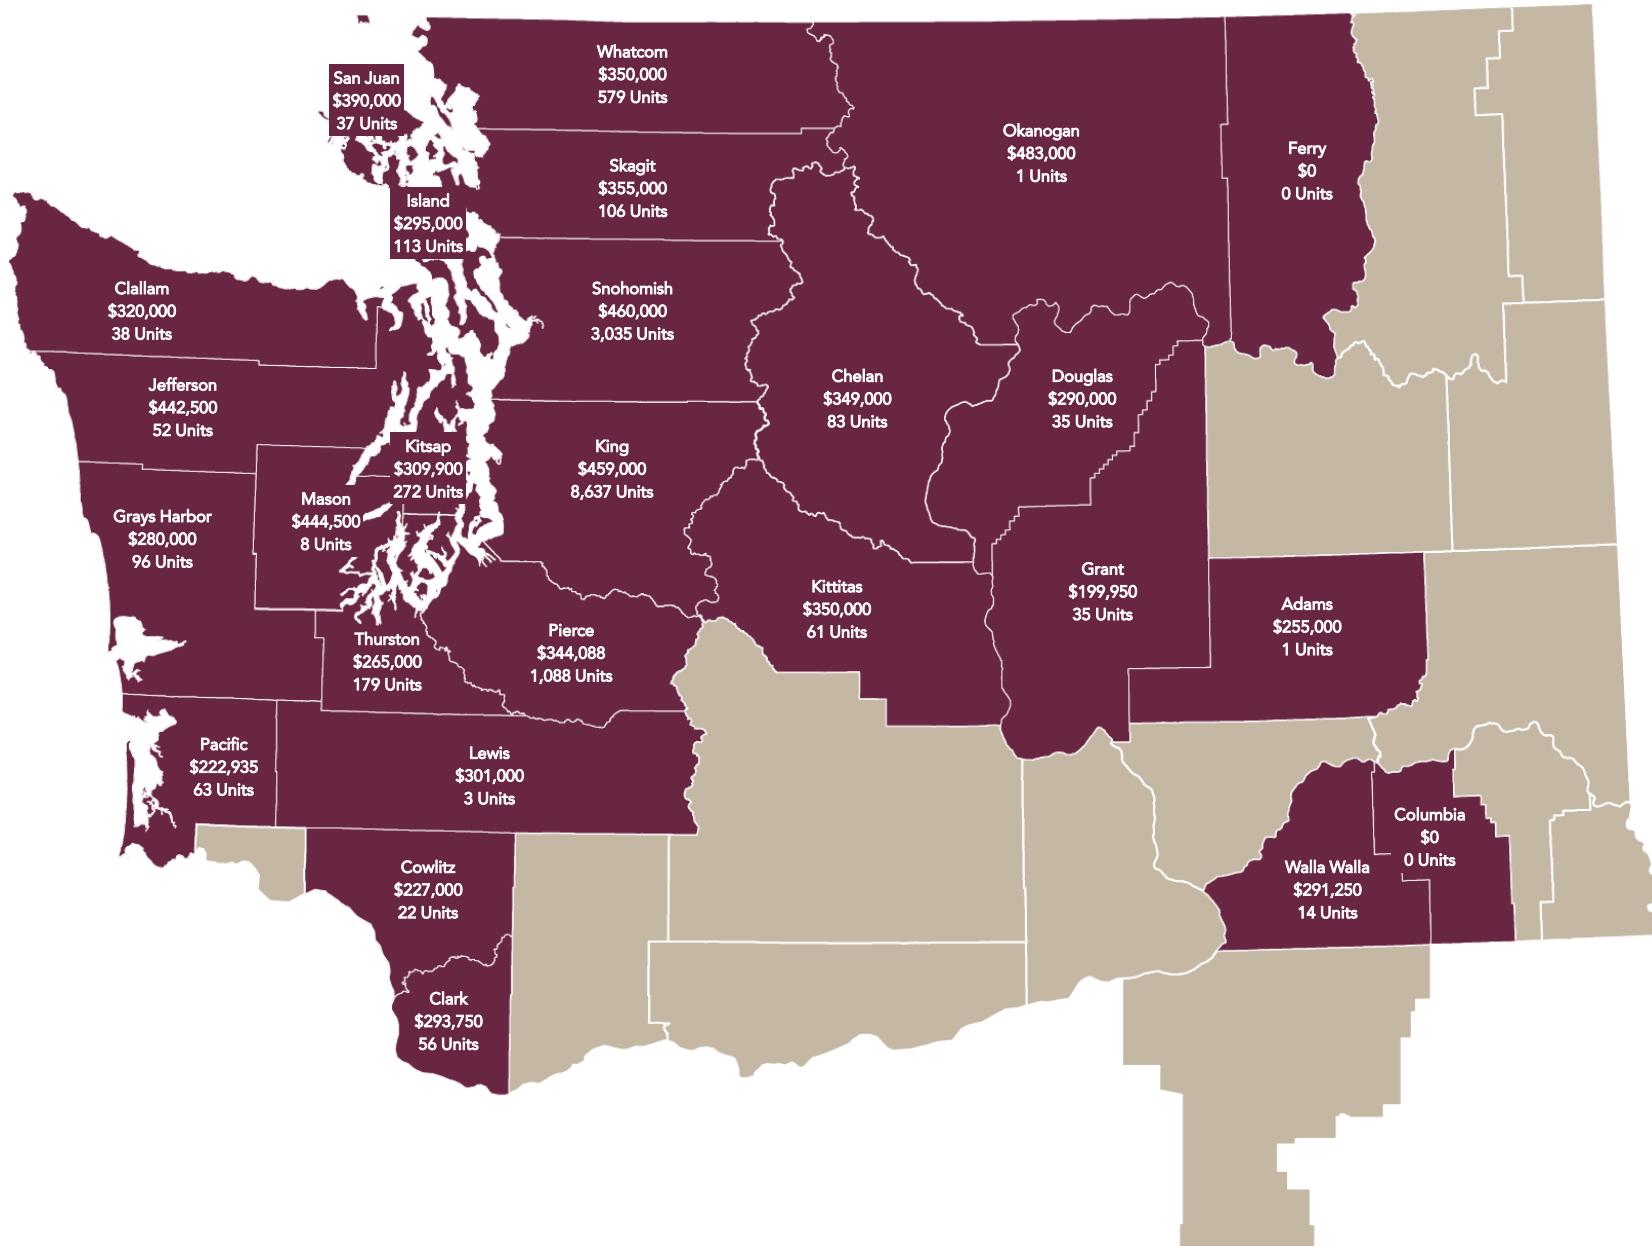 Whatcom
$350,000
579 Units
San Juan
$390,000
37 Units
Okanogan
$483,000
1 Units
Ferry
$0
0 Units
Skagit
$355,000
106 Units
Island
$295,000
113 Units
Clallam
$320,000
38 Units
Snohomish
$460,000
3,035 Units
Jefferson
$442,500
52 Units
Chelan
$349,000
83 Units
Douglas
$290,000
35 Units
Kitsap
$309,900
272 Units
King
$459,000
8,637 Units
Mason
$444,500
8 Units
Grays Harbor
$280,000
96 Units
Kittitas
$350,000
61 Units
Grant
$199,950
35 Units
Adams
$255,000
1 Units
Thurston
$265,000
179 Units
Pierce
$344,088
1,088 Units
Pacific
$222,935
63 Units
Lewis
$301,000
3 Units
Columbia
$0
0 Units
Cowlitz
$227,000
22 Units
Walla Walla
$291,250
14 Units
Clark
$293,750
56 Units